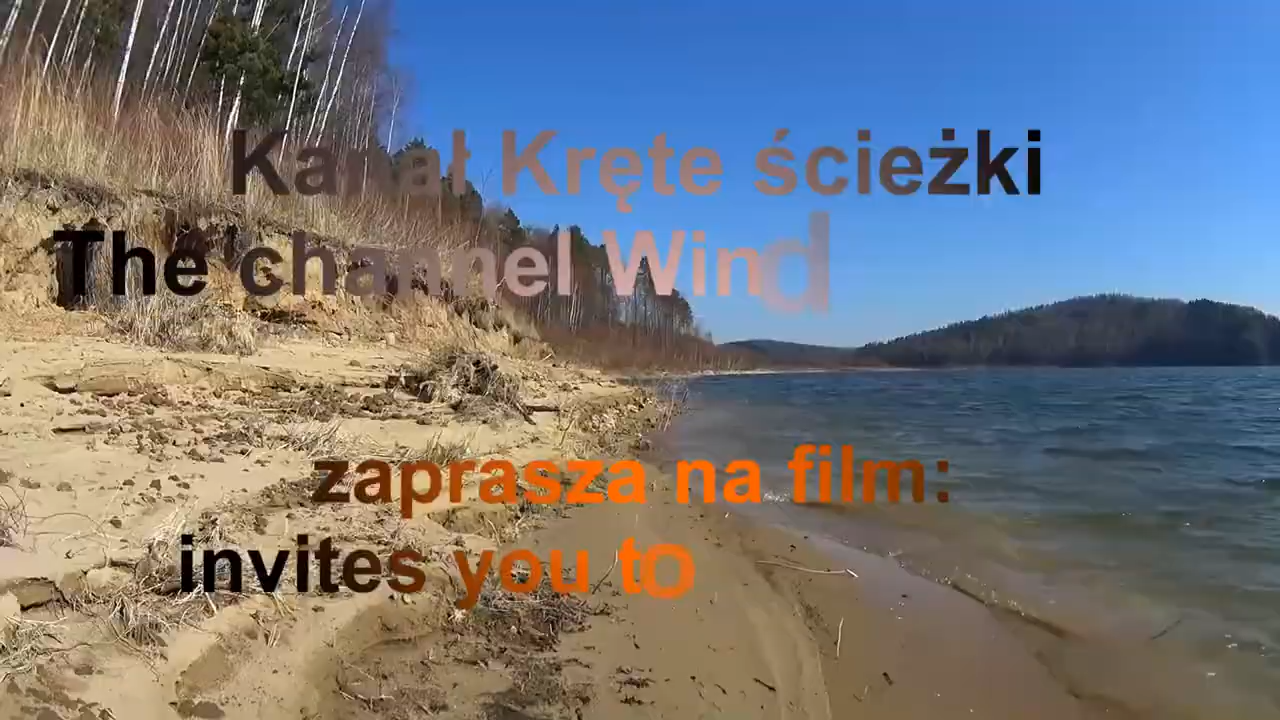 Kanał Kręte ścieżki
The channel Wind
zaprasza na film:
invites you to